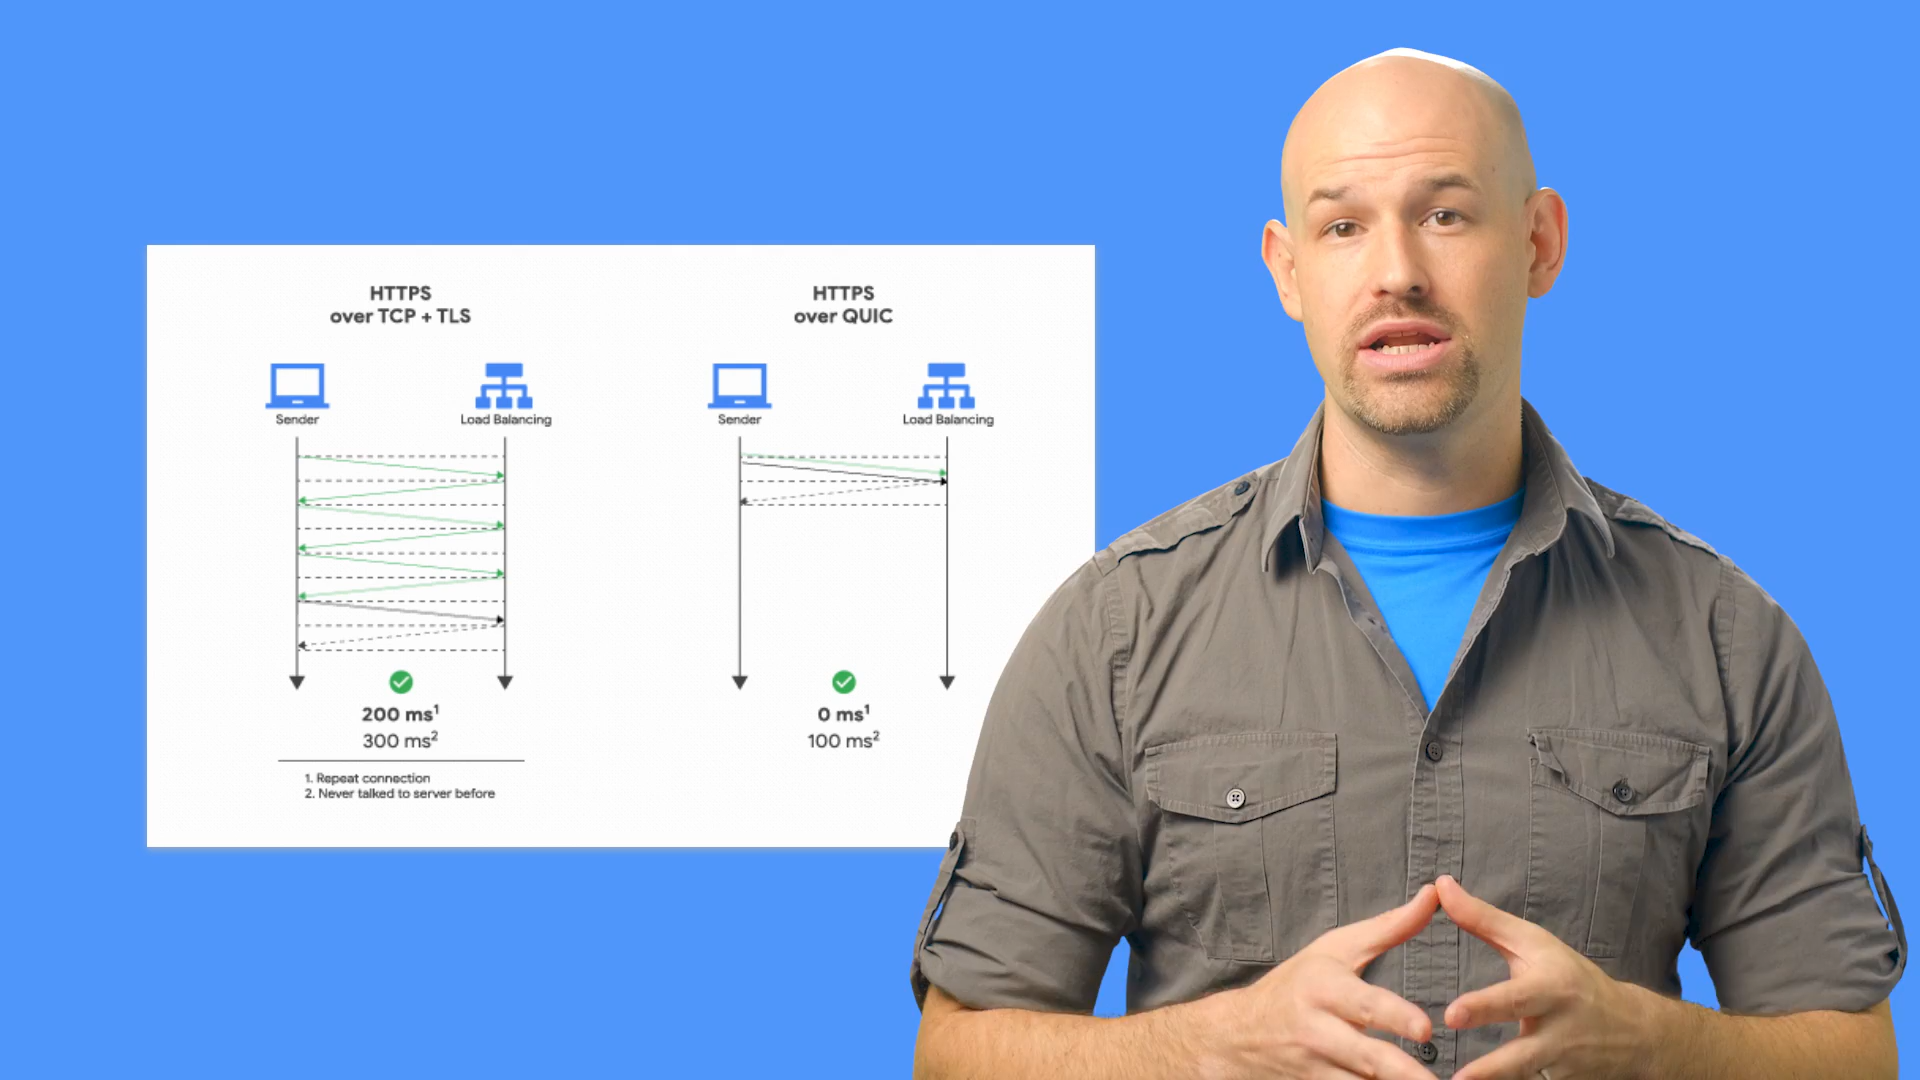 HTTPS
over TCP + TLS
Sender
Load Balancing
200 ms¹
300 ms²
1. Repeat connection
2. Never talked to server before
HTTPS
over QUIC
Sender
Load Balancing
0 ms¹
100 ms²